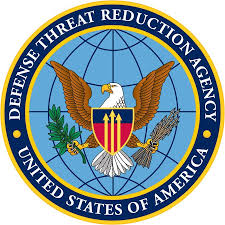 DEFENSE THREAT REDUCTION AGENCY
UNITED STATES OF AMERICA